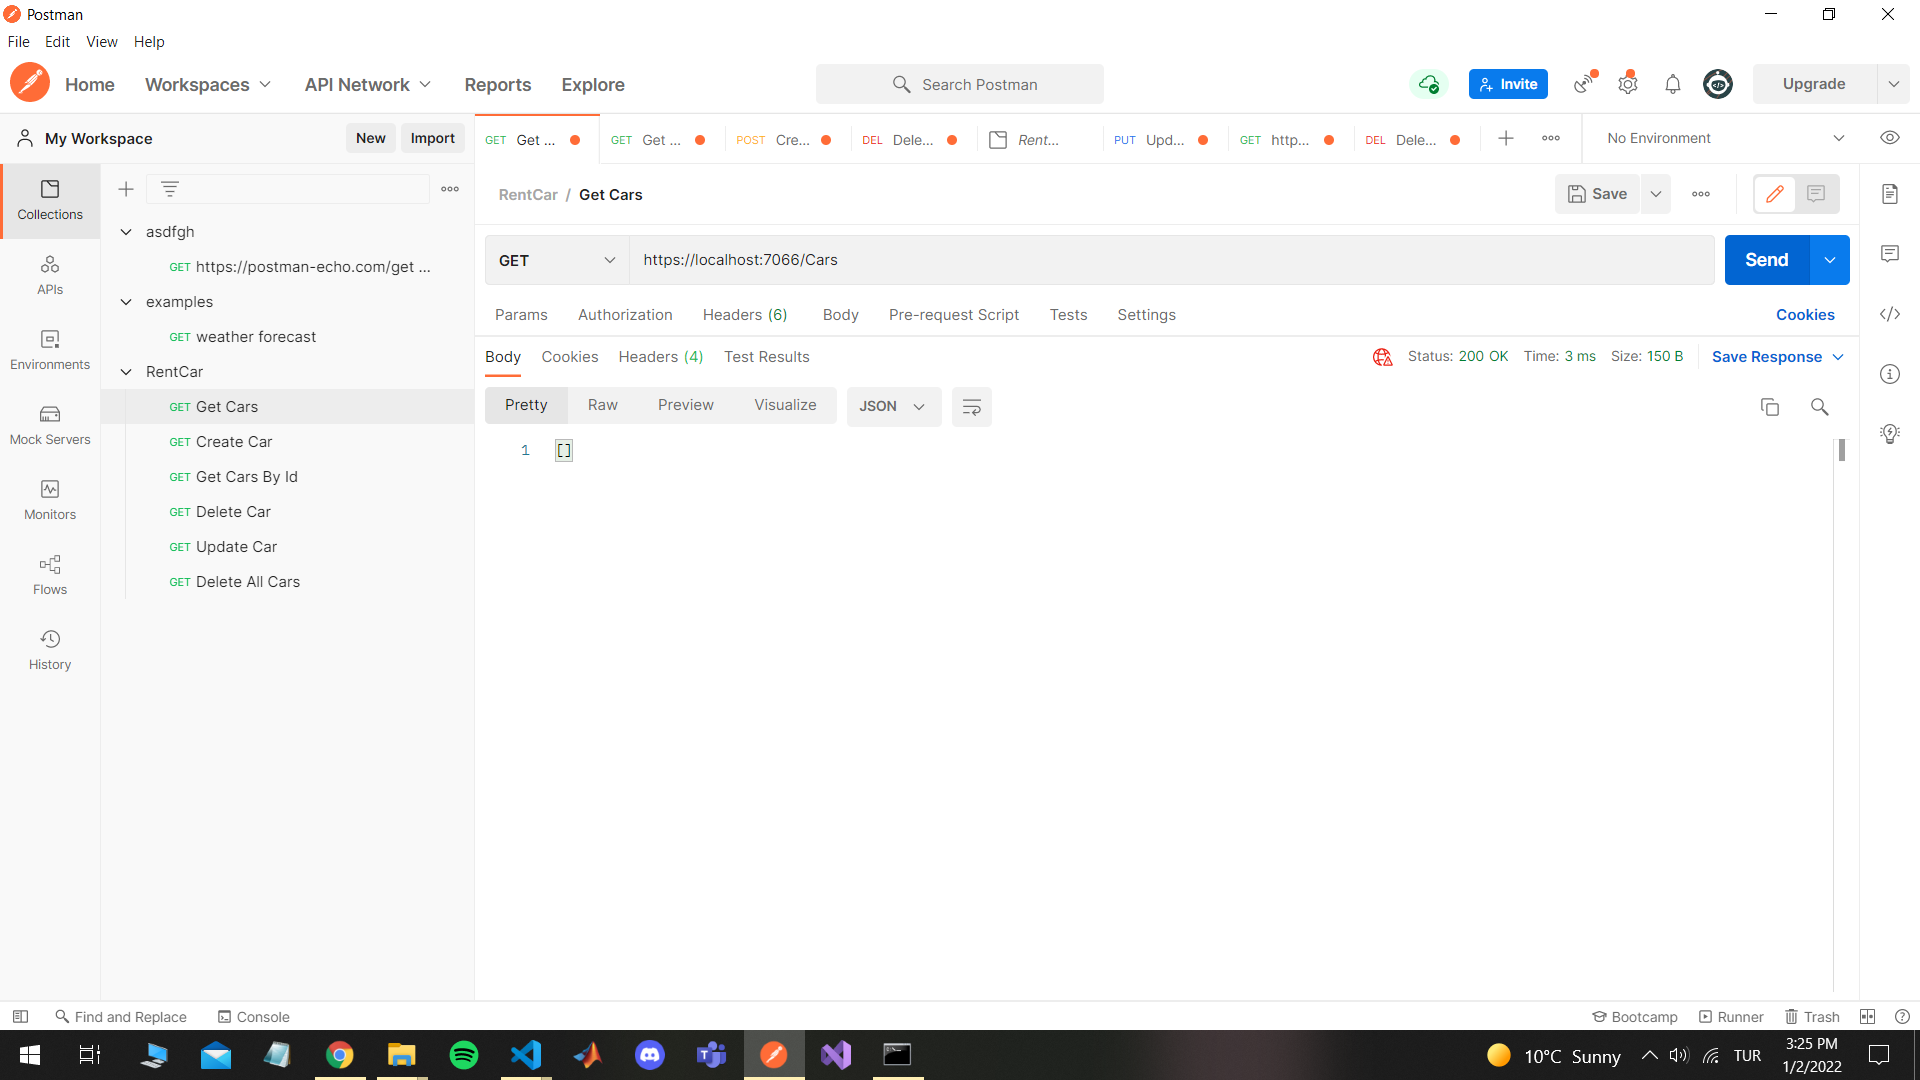 Postman
File Edit View Help
Home Workspaces API Network Reports Explore Search Postman Invite Upgrade
My Workspace New Import
GET Get ... GET Get ... POST Cre... DEL Dele... Rent... PUT Upd... GET http... DEL Dele... No Environment
Collections
APIs
Environments
Mock Servers
Monitors
Flows
History
asdfgh
GET https://postman-echo.com/get ...
examples
GET weather forecast
RentCar
GET Get Cars
GET Create Car
GET Get Cars By Id
GET Delete Car
GET Update Car
GET Delete All Cars
RentCar / Get Cars Save
GET https://localhost:7066/Cars Send
Params Authorization Headers (6) Body Pre-request Script Tests Settings Cookies
Body Cookies Headers (4) Test Results Status: 200 OK Time: 3 ms Size: 150 B Save Response
Pretty Raw Preview Visualize JSON
1 []
Find and Replace Console Bootcamp Runner Trash
10°C Sunny TUR 3:25 PM
1/2/2022